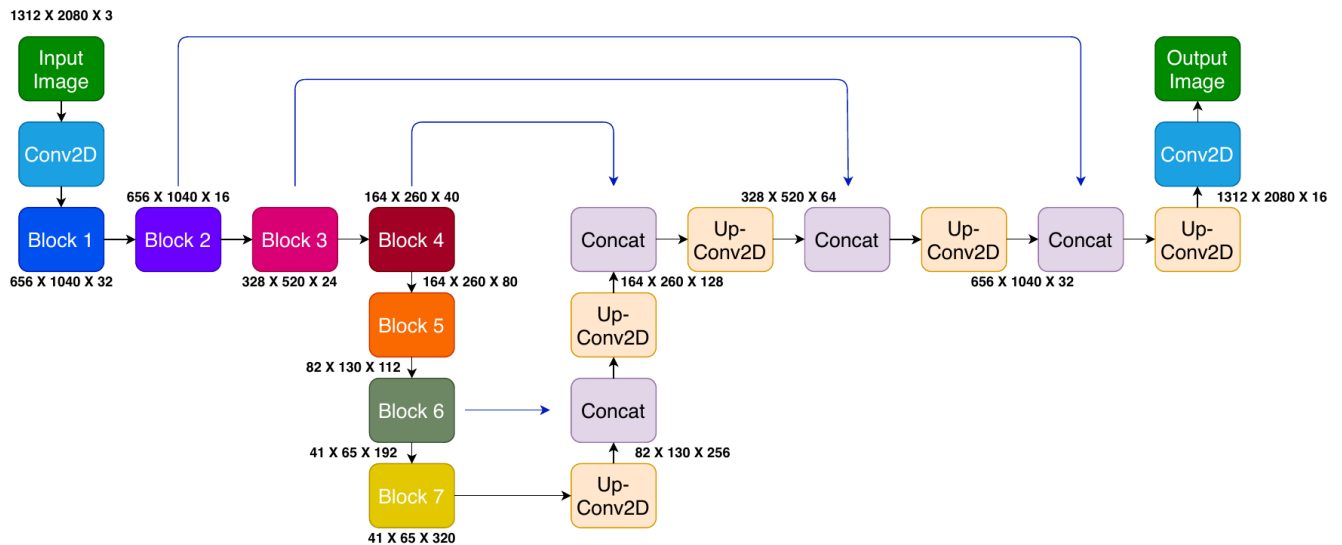 1312 X 2080 X 3
Input
Image
Output
Image
Conv2D
Conv2D
656 X 1040 X 16
164 X 260 X 40
328 X 520 X 64
1312 X 2080 X 16
Block 1
Block 2
Block 3
Block 4
Concat
Up-
Conv2D
Concat
Up-
Conv2D
Concat
Up-
Conv2D
656 X 1040 X 32
328 X 520 X 24
164 X 260 X 80
164 X 260 X 128
656 X 1040 X 32
Block 5
Up-
Conv2D
82 X 130 X 112
Block 6
Concat
41 X 65 X 192
82 X 130 X 256
Block 7
Up-
Conv2D
41 X 65 X 320